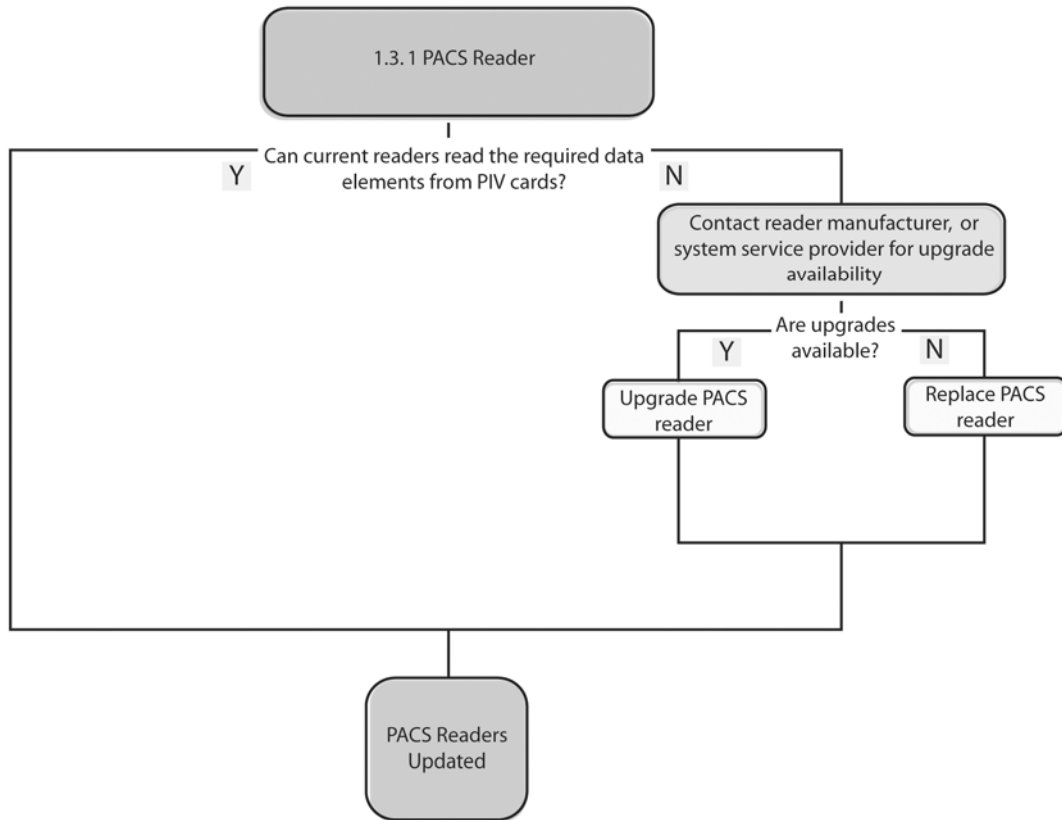 1.3.1 PACS Reader
Can current readers read the required data
elements from PIV cards?
Y
N
Contact reader manufacturer, or
system service provider for upgrade
availability
Are upgrades
available?
Y
N
Upgrade PACS
reader
Replace PACS
reader
PACS Readers
Updated